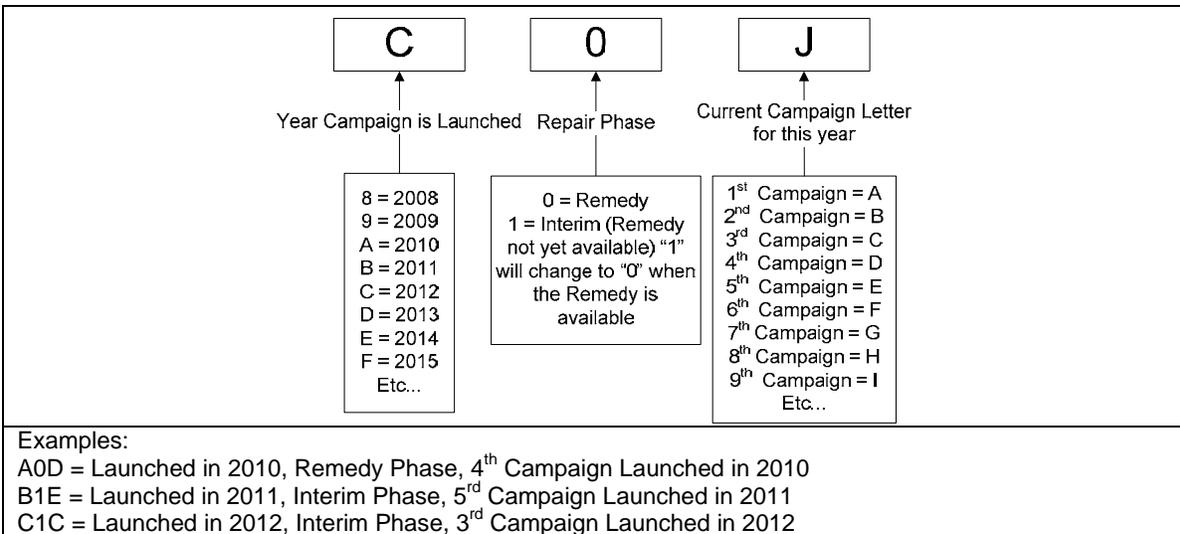 C 0 J
Year Campaign is Launched
Repair Phase
Current Campaign Letter
for this year
8 = 2008
9 = 2009
A = 2010
B = 2011
C = 2012
D = 2013
E = 2014
F = 2015
Etc...
0 = Remedy
1 = Interim (Remedy
not yet available) “1”
will change to “0” when
the Remedy is
available
1st Campaign = A
2nd Campaign = B
3rd Campaign = C
4th Campaign = D
5th Campaign = E
6th Campaign = F
7th Campaign = G
8th Campaign = H
9th Campaign = I
Etc...
Examples:
A0D = Launched in 2010, Remedy Phase, 4th Campaign Launched in 2010
B1E = Launched in 2011, Interim Phase, 5rd Campaign Launched in 2011
C1C = Launched in 2012, Interim Phase, 3rd Campaign Launched in 2012